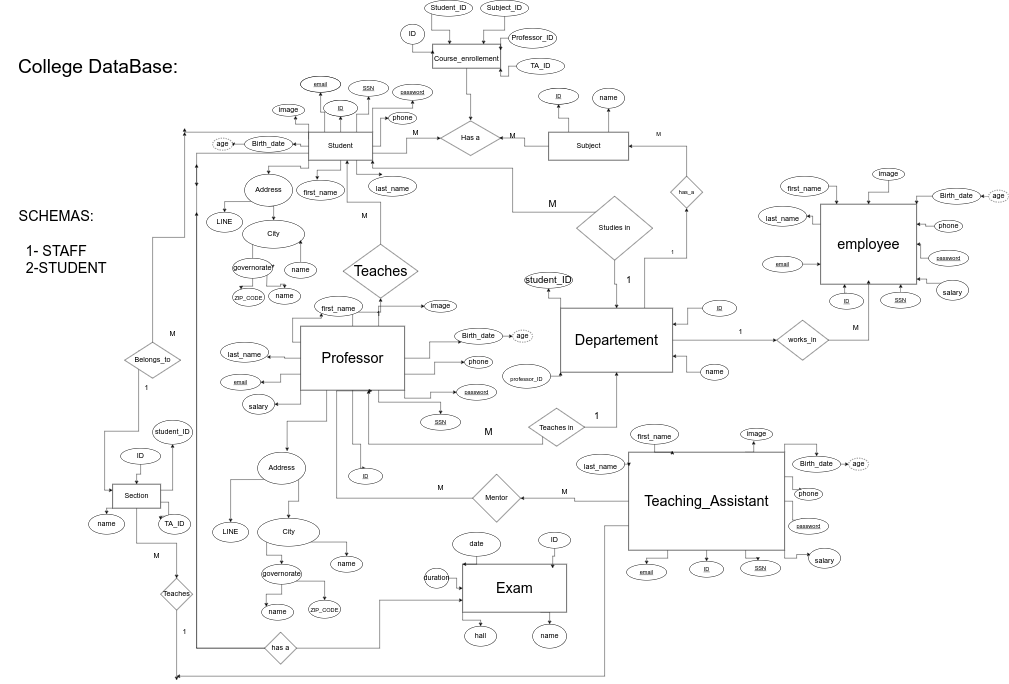 Student_ID
Subject_ID
ID
Professor_ID
Course_enrollement
TA_ID
College DataBase:
email
SSN
password
ID
name
image
ID
phone
M
M
M
Has a
age
Birth_date
Student
Subject
Address
first_name
last_name
has_a
image
first_name
Birth_date
age
SCHEMAS:
LINE
City
M
M
Studies in
last_name
phone
1- STAFF
2-STUDENT
employee
1
password
governorate
name
Teaches
email
student_ID
1
ZIP_CODE
name
ID
SSN
salary
first_name
image
1
ID
M
last_name
Professor
Birth_date
age
Departement
1
works_in
M
Belongs_to
phone
name
email
professor_ID
1
salary
password
SSN
M
Teaches in
1
student_ID
first_name
image
ID
Address
ID
last_name
Birth_date
age
Section
M
Mentor
M
Teaching_Assistant
phone
name
TA_ID
LINE
City
password
M
date
ID
name
salary
governorate
duration
email
ID
SSN
Teaches
Exam
name
ZIP_CODE
1
has a
hall
name